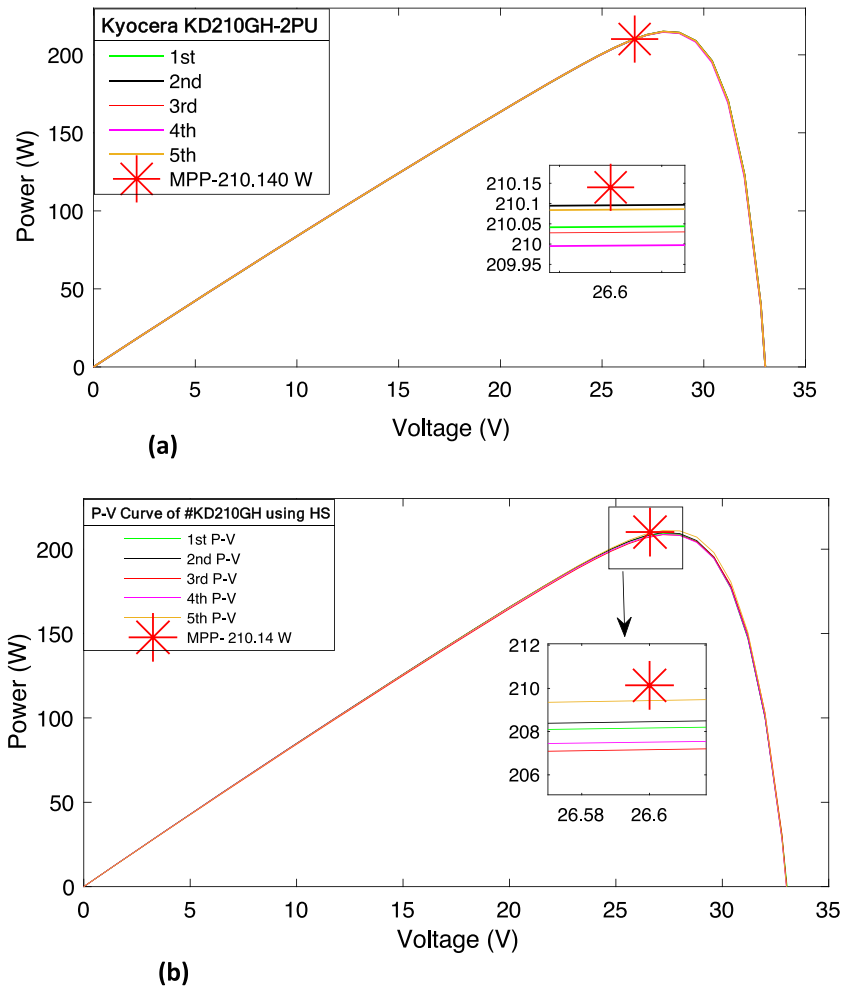 Kyocera KD210GH-2PU
1st
2nd
3rd
4th
5th
MPP-210.140 W
Power (W)
200
150
100
50
0
210.15
210.1
210.05
210
209.95
26.6
0 5 10 15 20 25 30 35
Voltage (V)
(a)
P-V Curve of #KD210GH using HS
1st P-V
2nd P-V
3rd P-V
4th P-V
5th P-V
MPP- 210.14 W
Power (W)
200
150
100
50
0
212
210
208
206
26.58 26.6
0 5 10 15 20 25 30 35
Voltage (V)
(b)